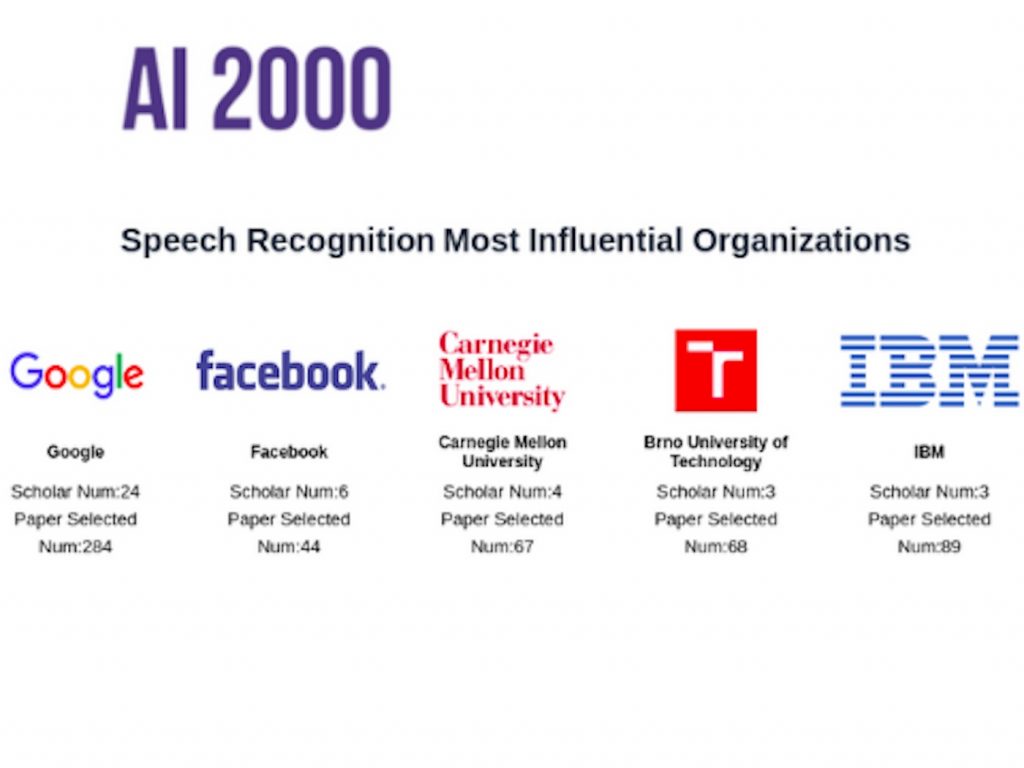 AI 2000
Speech Recognition Most Influential Organizations
Google
facebook.
Carnegie
Mellon
University
T
IBM
Google
Facebook
Carnegie Mellon
University
Brno University of
Technology
IBM
Scholar Num:24
Scholar Num:6
Scholar Num:4
Scholar Num:3
Scholar Num:3
Paper Selected
Paper Selected
Paper Selected
Paper Selected
Paper Selected
Num:284
Num:44
Num:67
Num:68
Num:89